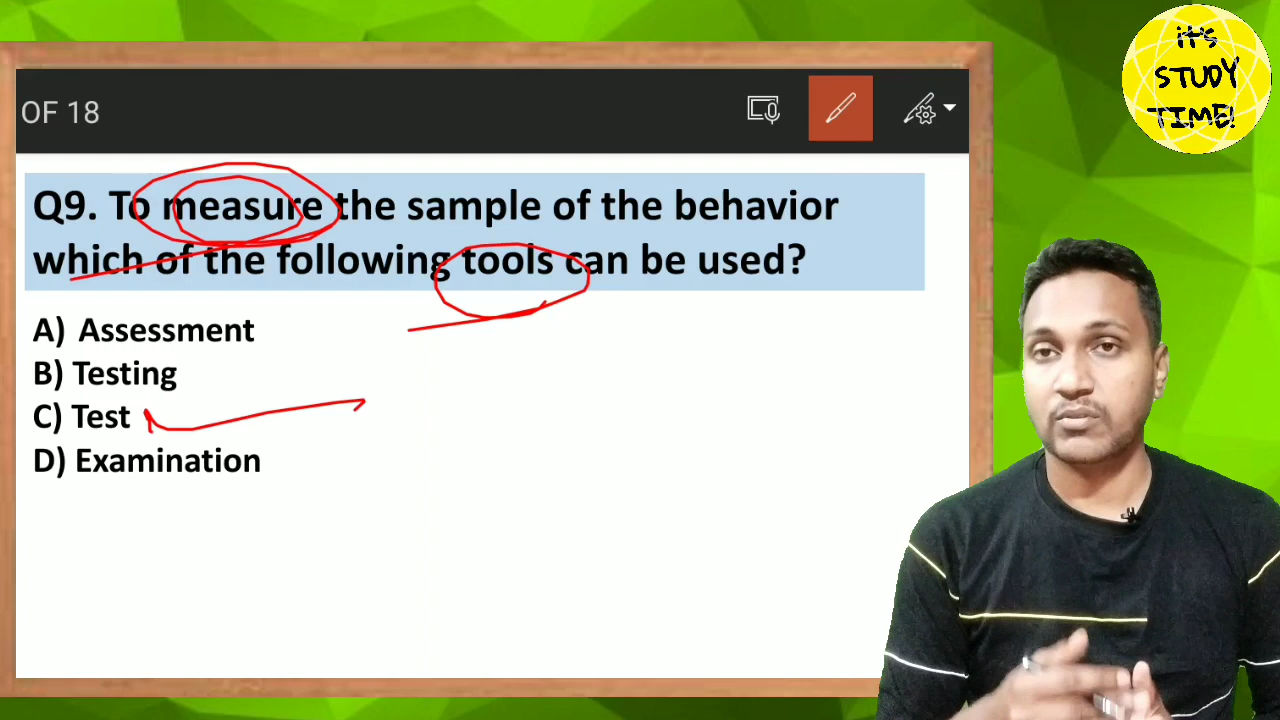 it's
STUDY
TIME!
OF 18
Q9. To measure the sample of the behavior
which of the following tools can be used?
A) Assessment
B) Testing
C) Test
D) Examination